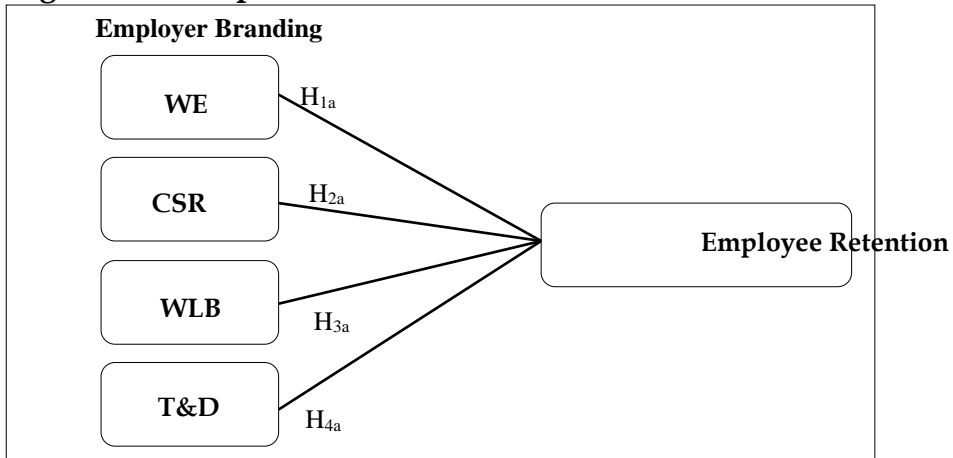 Employer Branding
WE
H1a
CSR
H2a
Employee Retention
WLB
H3a
T&D
H4a